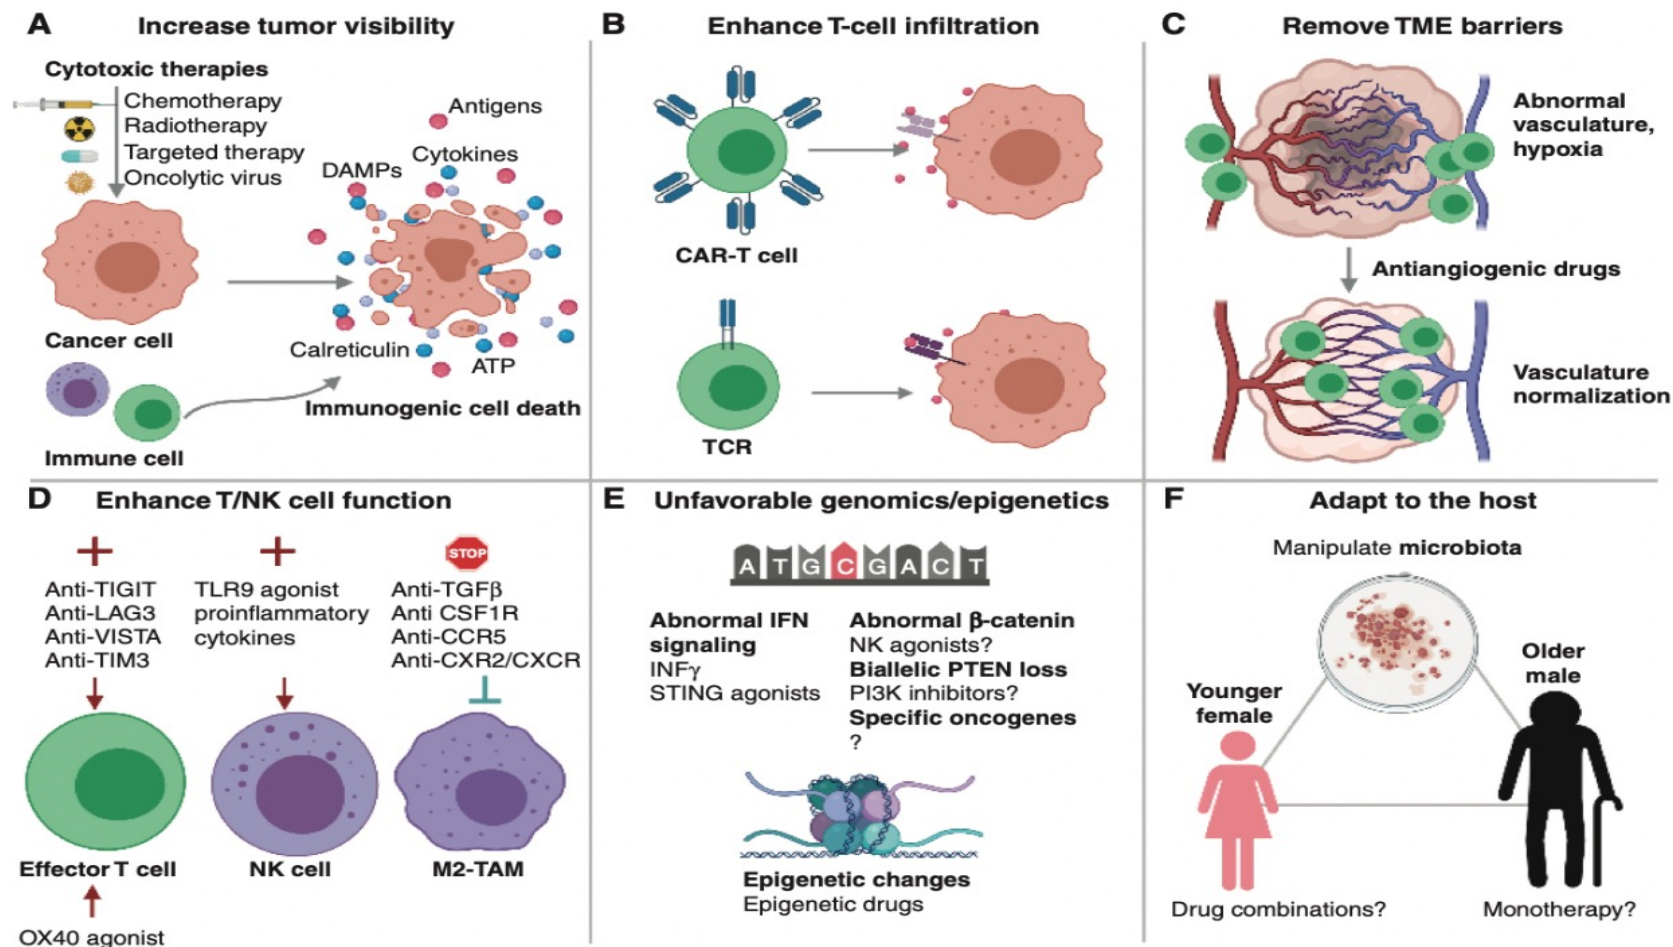 A Increase tumor visibility
Cytotoxic therapies
Chemotherapy
Radiotherapy
Targeted therapy
Oncolytic virus
Antigens
Cytokines
DAMPs
Cancer cell
Calreticulin
ATP
Immunogenic cell death
Immune cell
B Enhance T-cell infiltration
CAR-T cell
TCR
C Remove TME barriers
Abnormal
vasculature,
hypoxia
Antiangiogenic drugs
Vasculature
normalization
D Enhance T/NK cell function
Anti-TIGIT
Anti-LAG3
Anti-VISTA
Anti-TIM3
TLR9 agonist
proinflammatory
cytokines
STOP
Anti-TGFβ
Anti CSF1R
Anti-CCR5
Anti-CXR2/CXCR
Effector T cell
NK cell
M2-TAM
OX40 agonist
E Unfavorable genomics/epigenetics
A T G C G A C T
Abnormal IFN
signaling
INFγ
STING agonists
Abnormal β-catenin
NK agonists?
Biallelic PTEN loss
PI3K inhibitors?
Specific oncogenes
?
Epigenetic changes
Epigenetic drugs
F Adapt to the host
Manipulate microbiota
Younger
female
Older
male
Drug combinations?
Monotherapy?